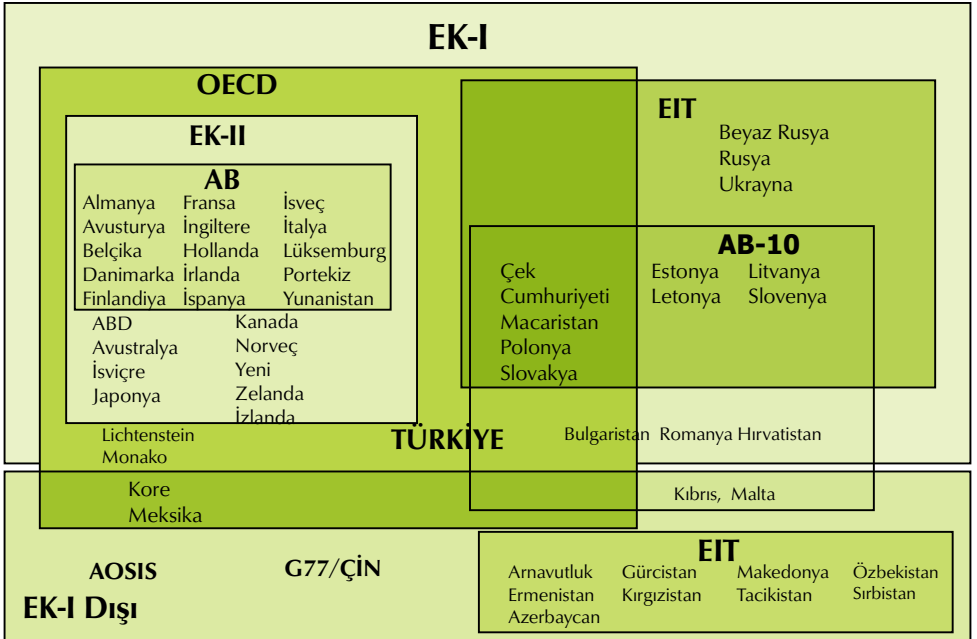 EK-I
OECD
EIT
Beyaz Rusya
Rusya
Ukrayna
EK-II
AB
Almanya Fransa İsveç
Avusturya İngiltere İtalya
Belçika Hollanda Lüksemburg
Danimarka İrlanda Portekiz
Finlandiya İspanya Yunanistan
ABD Kanada
Avustralya Norveç
İsviçre Yeni
Japonya Zelanda
İzlanda
AB-10
Çek Estonya Litvanya
Cumhuriyeti Letonya Slovenya
Macaristan
Polonya
Slovakya
Lichtenstein
Monako
TÜRKİYE
Bulgaristan Romanya Hırvatistan
Kore
Meksika
Kıbrıs, Malta
AOSIS
G77/ÇİN
EK-I Dışı
EIT
Arnavutluk Gürcistan Makedonya Özbekistan
Ermenistan Kırgızistan Tacikistan Sırbistan
Azerbaycan